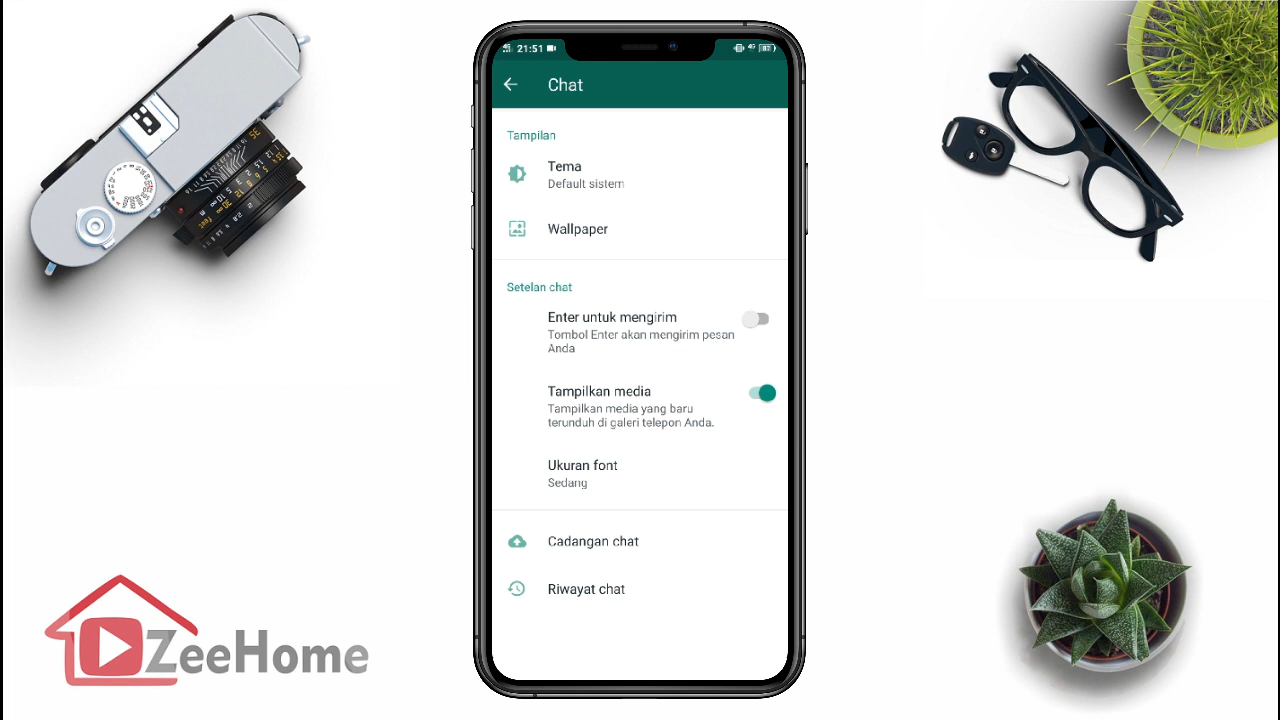 21:51
4G
87
Chat
Tampilan
Tema
Default sistem
Wallpaper
Setelan chat
Enter untuk mengirim
Tombol Enter akan mengirim pesan
Anda
Tampilkan media
Tampilkan media yang baru
terunduh di galeri telepon Anda.
Ukuran font
Sedang
Cadangan chat
Riwayat chat
ZeeHome